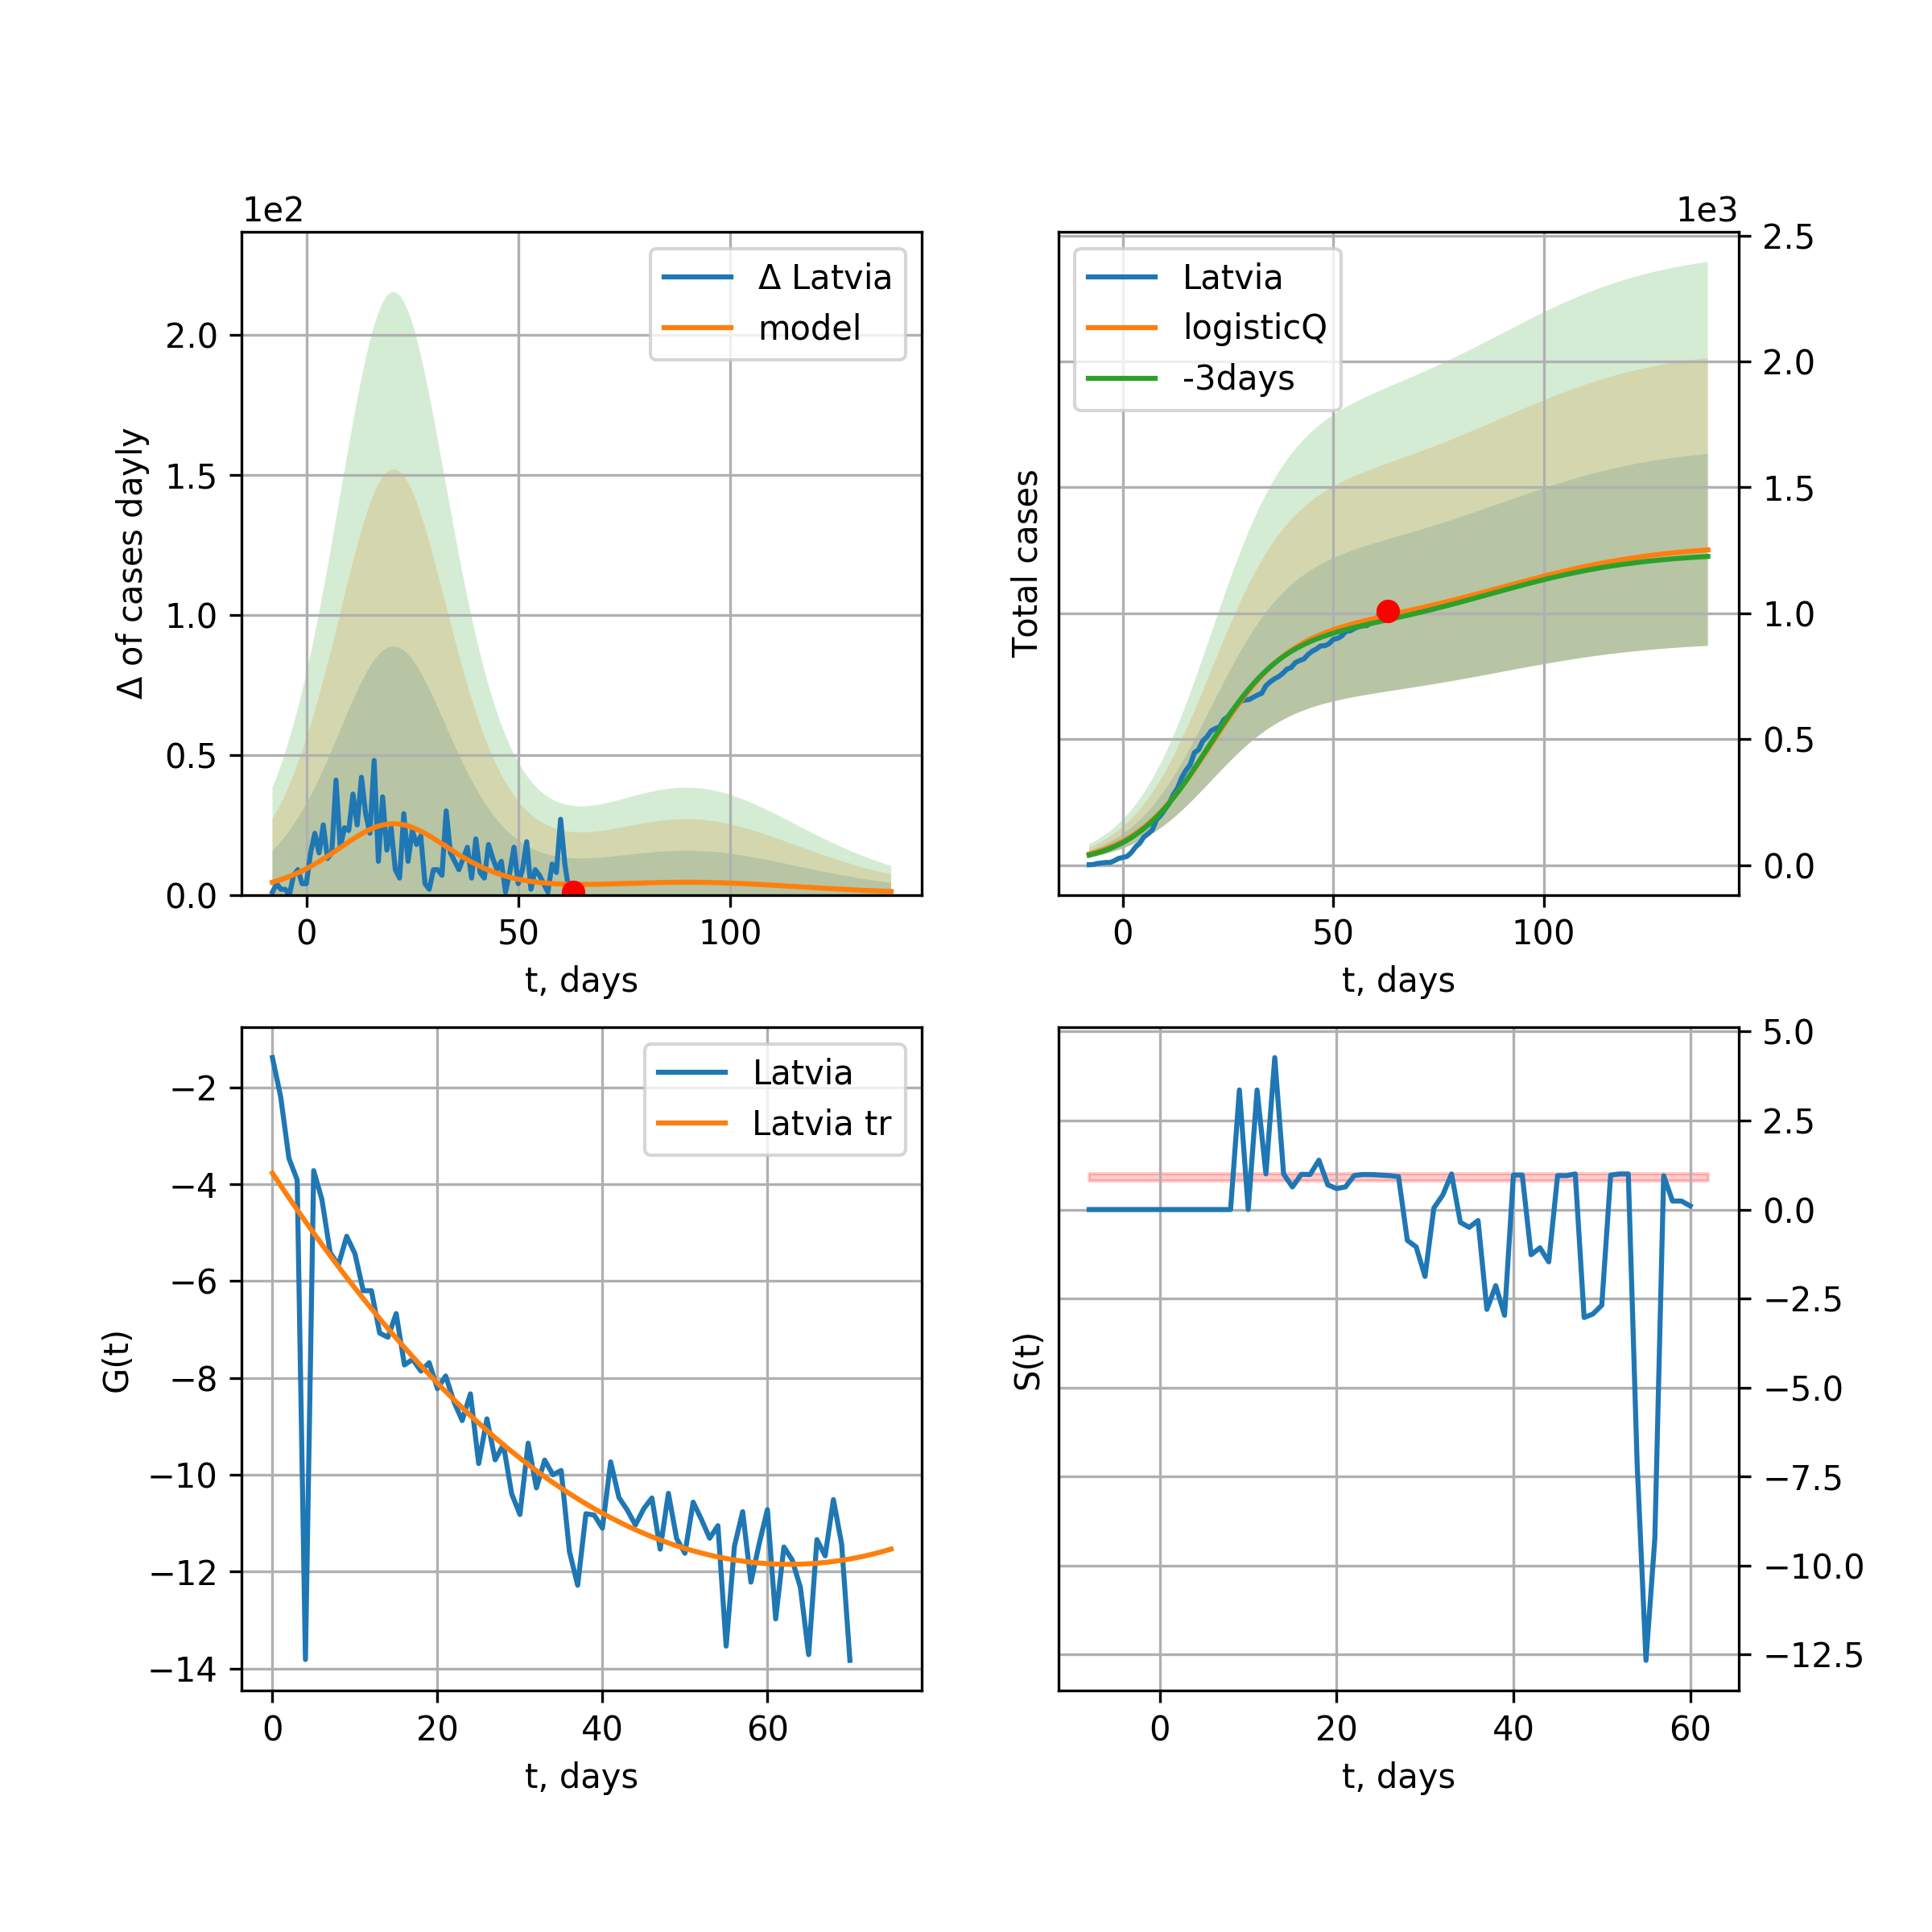 1e2
Δ of cases dayly
2.0
1.5
1.0
0.5
0.0
0 50 100
t, days
Δ Latvia
model
1e3
Total cases
2.5
2.0
1.5
1.0
0.5
0.0
0 50 100
t, days
Latvia
logisticQ
-3days
G(t)
−2
−4
−6
−8
−10
−12
−14
0 20 40 60
t, days
Latvia
Latvia tr
S(t)
5.0
2.5
0.0
−2.5
−5.0
−7.5
−10.0
−12.5
0 20 40 60
t, days